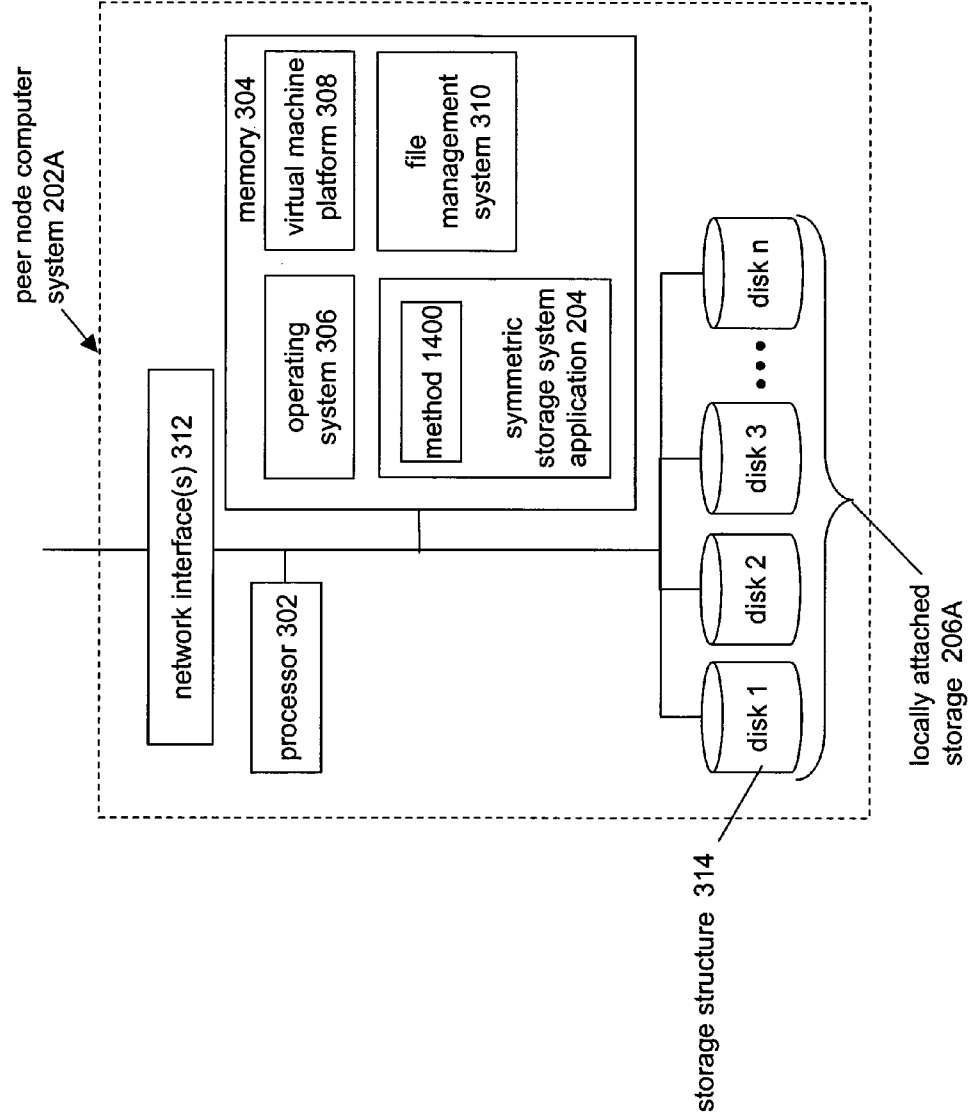 peer node computer
system 202A
network interface(s) 312
processor 302
memory 304
operating
system 306
virtual machine
platform 308
method 1400
symmetric
storage system
application 204
file
management
system 310
disk 1
disk 2
disk 3
disk n
storage structure 314
locally attached
storage 206A